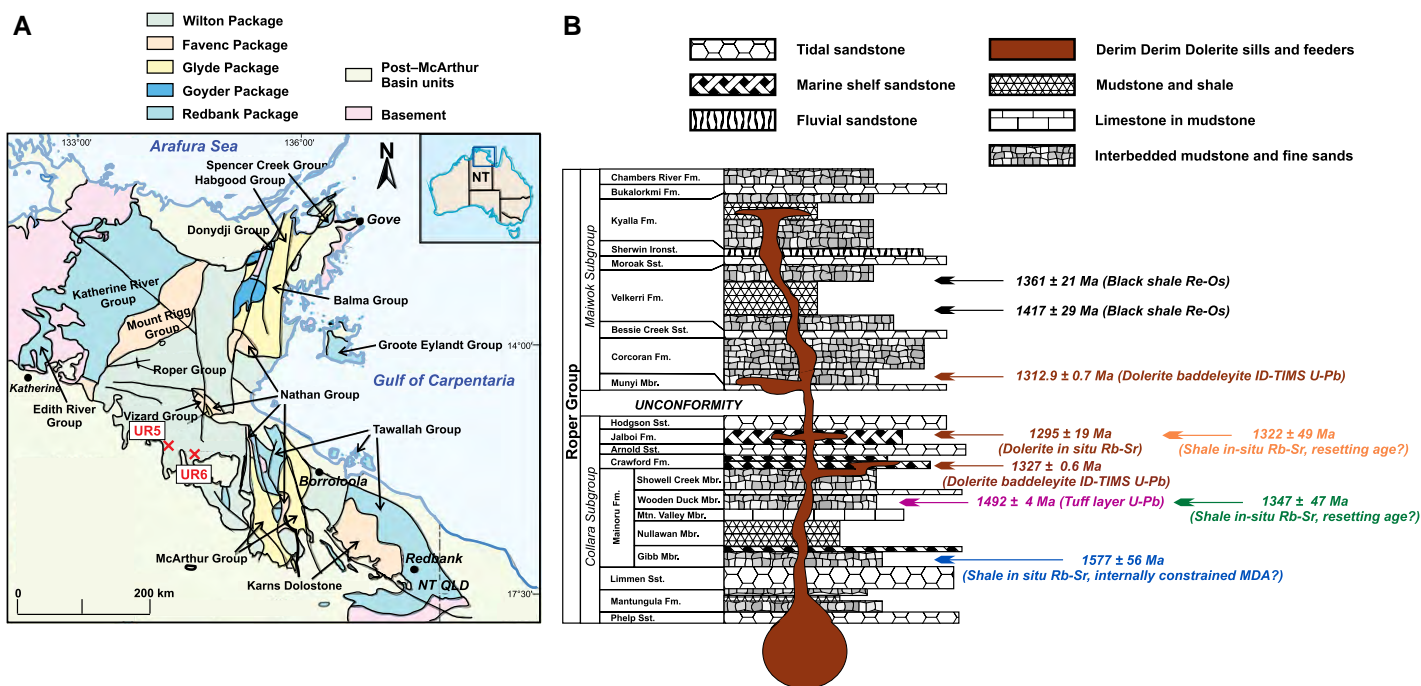 A
Wilton Package
Favenc Package
Glyde Package
Goyder Package
Redbank Package
Post–McArthur
Basin units
Basement
133°00'
136°00'
Arafura Sea
N
NT
Spencer Creek Group
Habgood Group
Gove
Donydji Group
Katherine River
Group
Balma Group
Mount Rigg
Group
Groote Eylandt Group
14°00'
Roper Group
Gulf of Carpentaria
Katherine
Edith River
Group
Nathan Group
Vizard Group
UR5
Tawallah Group
UR6
Borroloola
McArthur Group
Redbank
Karns Dolostone
NT QLD
0
200 km
17°30'
B
Tidal sandstone
Marine shelf sandstone
Fluvial sandstone
Derim Derim Dolerite sills and feeders
Mudstone and shale
Limestone in mudstone
Interbedded mudstone and fine sands
Roper Group
Maiwok Subgroup
Chambers River Fm.
Bukalorkmi Fm.
Kyalla Fm.
Sherwin Ironst.
Moroak Sst.
Velkerri Fm.
Bessie Creek Sst.
Corcoran Fm.
Munyi Mbr.
UNCONFORMITY
Collara Subgroup
Hodgson Sst.
Jalboi Fm.
Arnold Sst.
Crawford Fm.
Mainoru Fm.
Showell Creek Mbr.
Wooden Duck Mbr.
Mtn. Valley Mbr.
Nullawan Mbr.
Gibb Mbr.
Limmen Sst.
Mantungula Fm.
Phelp Sst.
1361 ± 21 Ma (Black shale Re-Os)
1417 ± 29 Ma (Black shale Re-Os)
1312.9 ± 0.7 Ma (Dolerite baddeleyite ID-TIMS U-Pb)
1295 ± 19 Ma
(Dolerite in situ Rb-Sr)
1322 ± 49 Ma
(Shale in-situ Rb-Sr, resetting age?)
1327 ± 0.6 Ma
(Dolerite baddeleyite ID-TIMS U-Pb)
1492 ± 4 Ma (Tuff layer U-Pb)
1347 ± 47 Ma
(Shale in-situ Rb-Sr, resetting age?)
1577 ± 56 Ma
(Shale in situ Rb-Sr, internally constrained MDA?)